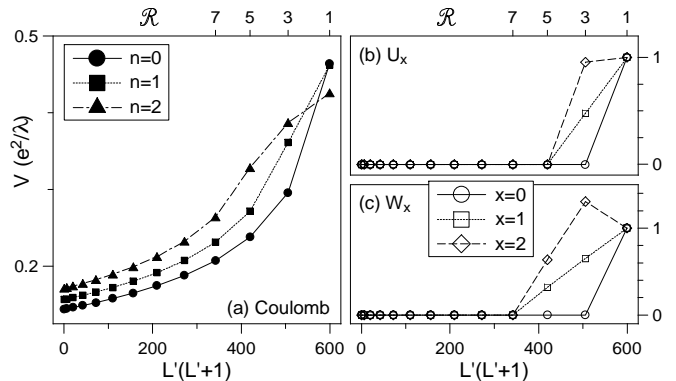 ℛ 7 5 3 1 ℛ 7 5 3 1
0.5
n=0
n=1
n=2
V (e²/λ)
0.2
(a) Coulomb
0 200 400 600
L'(L'+1)
(b) Uₓ
1
0
(c) Wₓ
x=0
x=1
x=2
1
0
0 200 400 600
L'(L'+1)